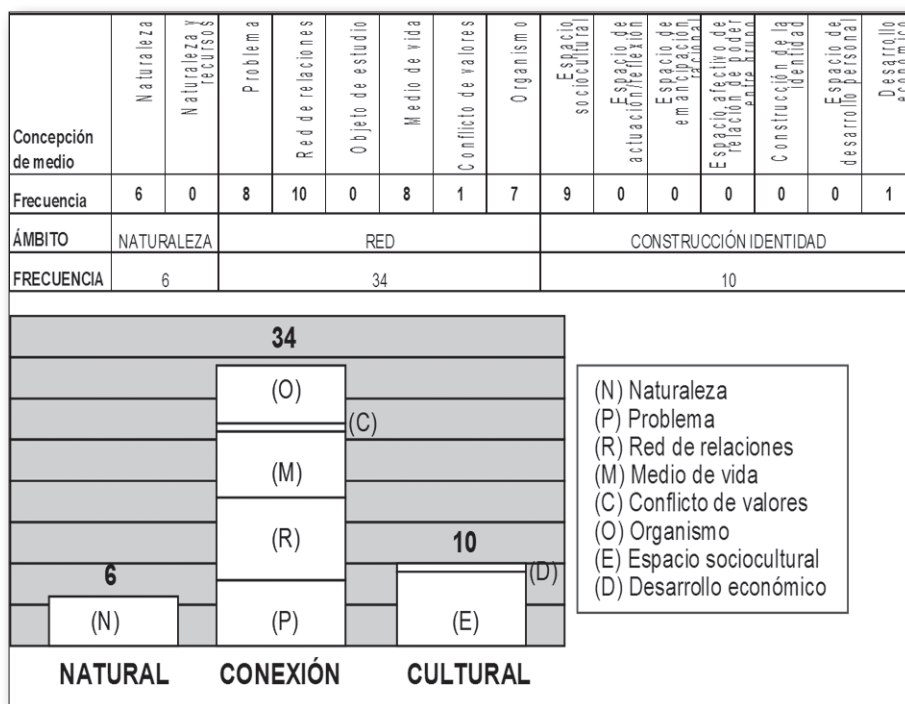 Concepción
de medio
Naturaleza
Naturaleza y
recursos
Problema
Red de relaciones
Objeto de estudio
Medio de vida
Conflicto de valores
Organismo
Espacio
sociocultural
Espacio de
actuación/reflexión
Espacio de
emancipación,
Espacio afectivo de
relación de poder
Construcción de la
identidad
Espacio de
desarrollo personal
Desarrollo
Frecuencia 6 0 8 10 0 8 1 7 9 0 0 0 0 0 1
ÁMBITO NATURALEZA RED CONSTRUCCIÓN IDENTIDAD
FRECUENCIA 6 34 10
34
(O)
(C)
(M)
(R)
10
(D)
6
(N)
(P)
(E)
NATURAL CONEXIÓN CULTURAL
(N) Naturaleza
(P) Problema
(R) Red de relaciones
(M) Medio de vida
(C) Conflicto de valores
(O) Organismo
(E) Espacio sociocultural
(D) Desarrollo económico